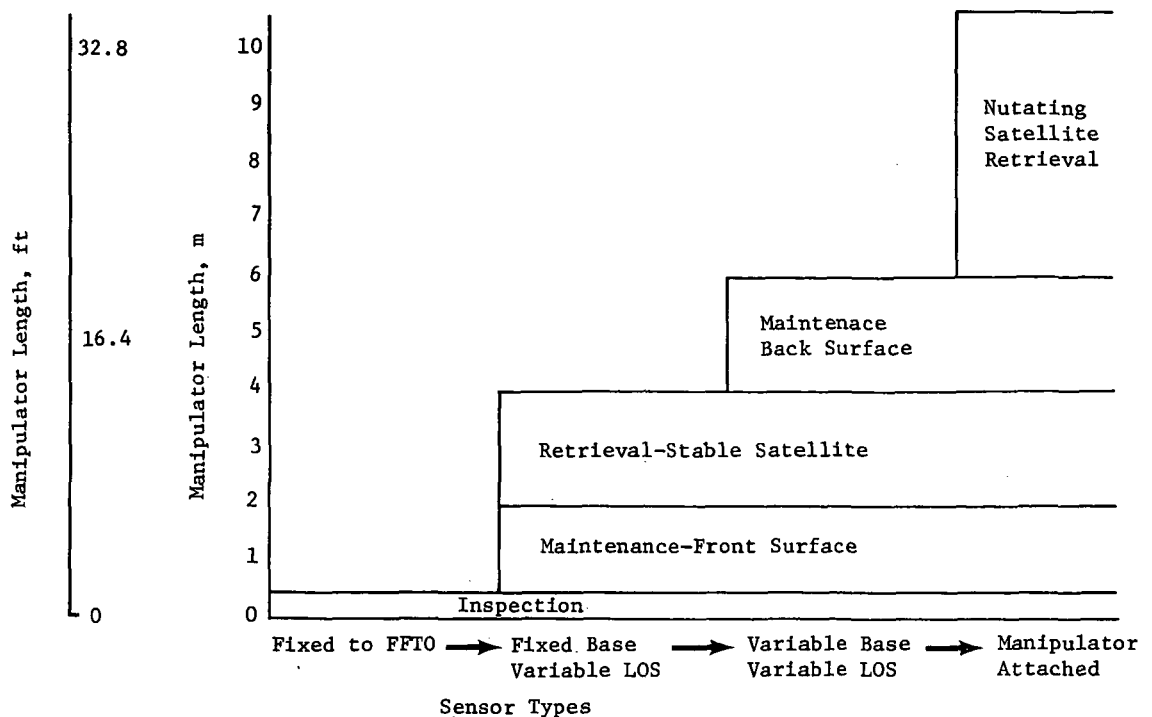 Manipulator Length, ft
32.8
16.4
0
Manipulator Length, m
10
9
8
7
6
5
4
3
2
1
0
Nutating
Satellite
Retrieval
Maintenace
Back Surface
Retrieval-Stable Satellite
Maintenance-Front Surface
Inspection
Fixed to FFTO
Fixed Base
Variable LOS
Variable Base
Variable LOS
Manipulator
Attached
Sensor Types